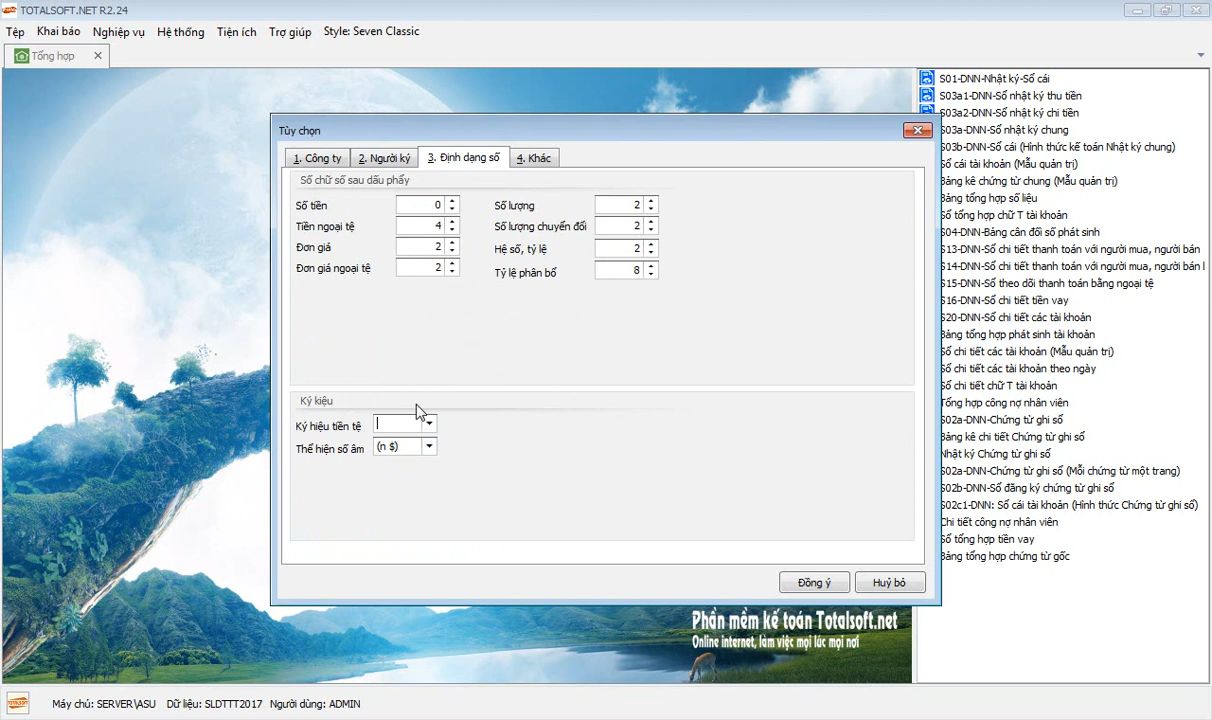 TOTALSOFT.NET R2.24
Tệp Khai báo Nghiệp vụ Hệ thống Tiện ích Trợ giúp Style: Seven Classic
Tổng hợp
Tùy chọn
1. Công ty 2. Người ký 3. Định dạng số 4. Khác
Số chữ số sau dấu phẩy
Số tiền 0 Số lượng 2
Tiền ngoại tệ 4 Số lượng chuyển đổi 2
Đơn giá 2 Hệ số, tỷ lệ 2
Đơn giá ngoại tệ 2 Tỷ lệ phân bổ 8
Ký kiệu
Ký hiệu tiền tệ
Thể hiện số âm (n $)
Đồng ý Huỷ bỏ
S01-DNN-Nhật ký-Sổ cái
S03a1-DNN-Sổ nhật ký thu tiền
S03a2-DNN-Sổ nhật ký chi tiền
S03a-DNN-Sổ nhật ký chung
S03b-DNN-Sổ cái (Hình thức kế toán Nhật ký chung)
Sổ cái tài khoản (Mẫu quản trị)
Bảng kê chứng từ chung (Mẫu quản trị)
Bảng tổng hợp số liệu
Sổ tổng hợp chữ T tài khoản
S04-DNN-Bảng cân đối số phát sinh
S13-DNN-Sổ chi tiết thanh toán với người mua, người bán
S14-DNN-Sổ chi tiết thanh toán với người mua, người bán
S15-DNN-Sổ theo dõi thanh toán bằng ngoại tệ
S16-DNN-Sổ chi tiết tiền vay
S20-DNN-Sổ chi tiết các tài khoản
Bảng tổng hợp phát sinh tài khoản
Sổ chi tiết các tài khoản (Mẫu quản trị)
Sổ chi tiết các tài khoản theo ngày
Sổ chi tiết chữ T tài khoản
Tổng hợp công nợ nhân viên
S02a-DNN-Chứng từ ghi sổ
Bảng kê chi tiết Chứng từ ghi sổ
Nhật ký Chứng từ ghi sổ
S02a-DNN-Chứng từ ghi sổ (Mỗi chứng từ một trang)
S02b-DNN-Sổ đăng ký chứng từ ghi sổ
S02c1-DNN: Sổ cái tài khoản (Hình thức Chứng từ ghi sổ)
Chi tiết công nợ nhân viên
Sổ tổng hợp tiền vay
Bảng tổng hợp chứng từ gốc
Phần mềm kế toán Totalsoft.net
Online internet, làm việc mọi lúc mọi nơi
Máy chủ: SERVER\ASU Dữ liệu: SLDTTT2017 Người dùng: ADMIN